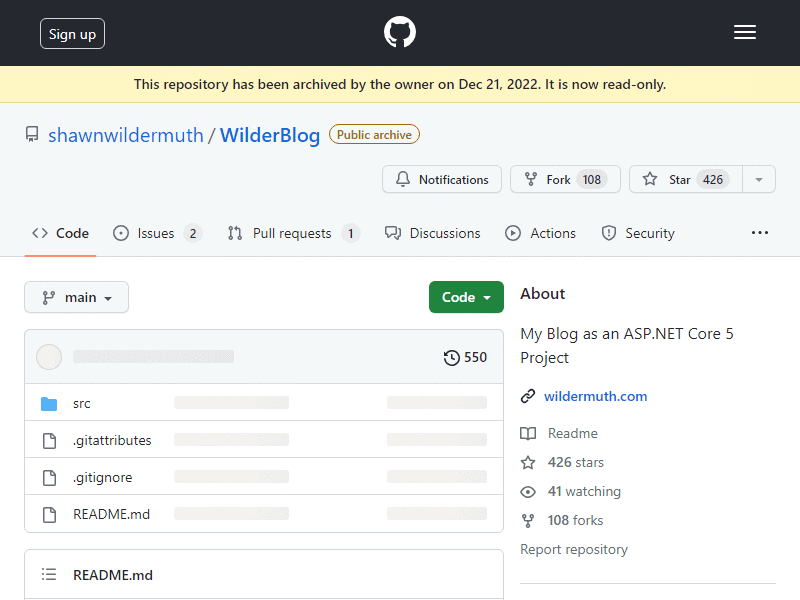 Sign up
This repository has been archived by the owner on Dec 21, 2022. It is now read-only.
shawnwildermuth / WilderBlog Public archive
Notifications Fork 108 Star 426
Code Issues 2 Pull requests 1 Discussions Actions Security
main Code
550
src
.gitattributes
.gitignore
README.md
README.md
About
My Blog as an ASP.NET Core 5
Project
wildermuth.com
Readme
426 stars
41 watching
108 forks
Report repository